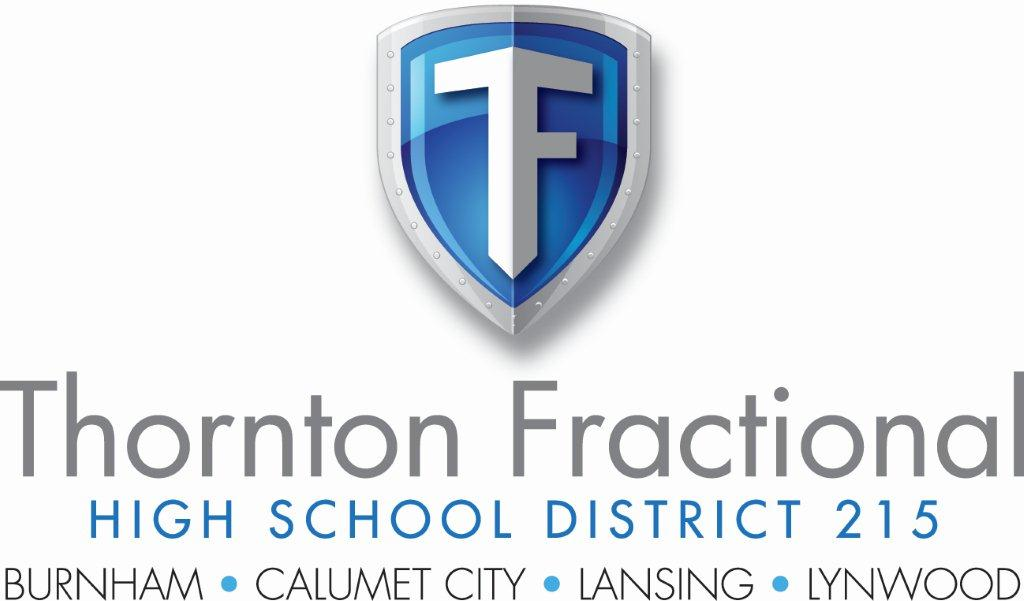 TF
Thornton Fractional
HIGH SCHOOL DISTRICT 215
BURNHAM • CALUMET CITY • LANSING • LYNWOOD